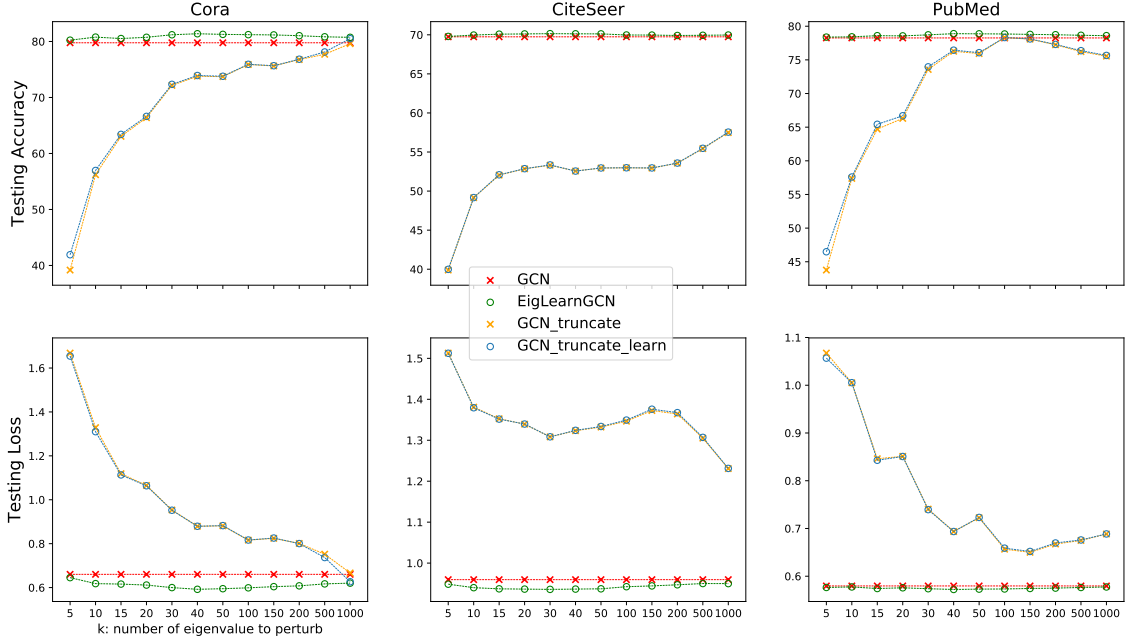 Cora
CiteSeer
PubMed
Testing Accuracy
80
70
60
50
40
70
65
60
55
50
45
40
80
75
70
65
60
55
50
45
GCN
EigLearnGCN
GCN_truncate
GCN_truncate_learn
Testing Loss
1.6
1.4
1.2
1.0
0.8
0.6
1.5
1.4
1.3
1.2
1.1
1.0
1.1
1.0
0.9
0.8
0.7
0.6
5 10 15 20 30 40 50 100 150 200 500 1000
5 10 15 20 30 40 50 100 150 200 500 1000
5 10 15 20 30 40 50 100 150 200 500 1000
k: number of eigenvalue to perturb